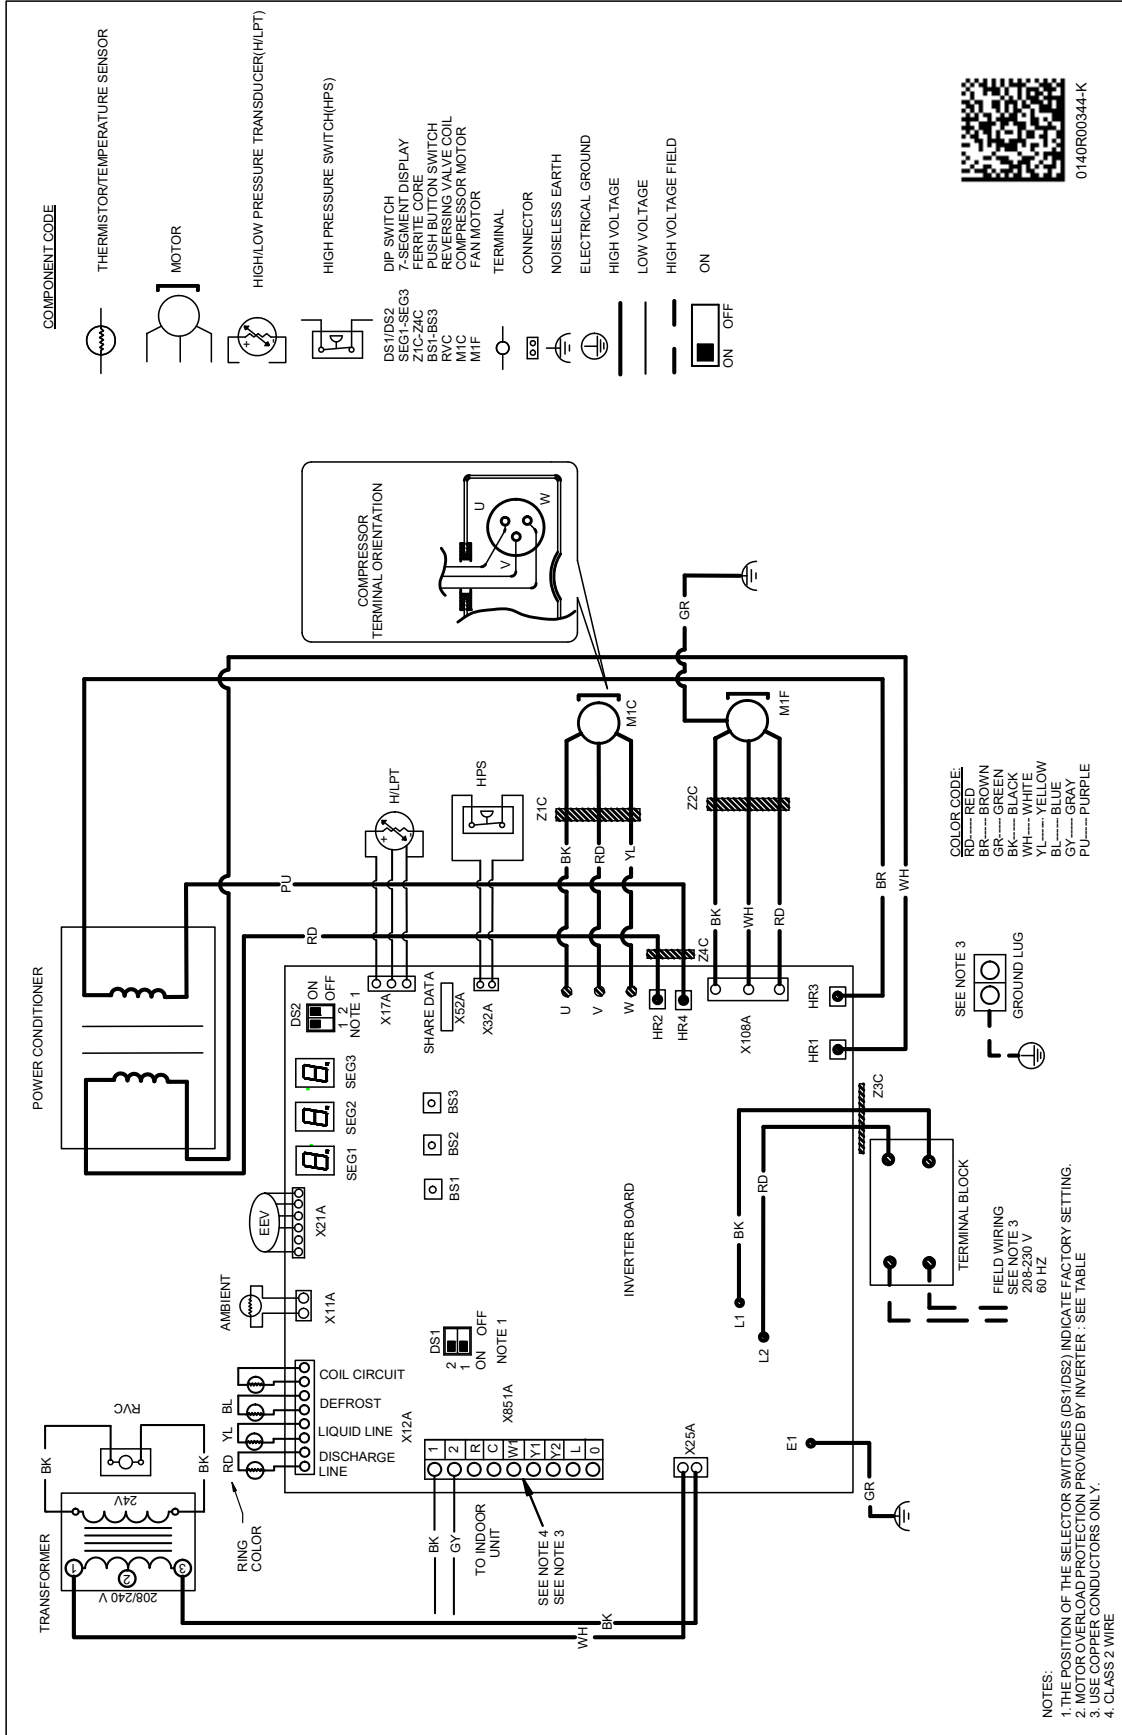 COMPONENT CODE
THERMISTOR/TEMPERATURE SENSOR
MOTOR
HIGH/LOW PRESSURE TRANSDUCER(H/LPT)
HIGH PRESSURE SWITCH(HPS)
DS1/DS2 DIP SWITCH
SEG1-SEG3 7-SEGMENT DISPLAY
Z1C-Z4C FERRITE CORE
BS1-BS3 PUSH BUTTON SWITCH
RVC REVERSING VALVE COIL
M1C COMPRESSOR MOTOR
M1F FAN MOTOR
TERMINAL
CONNECTOR
NOISELESS EARTH
ELECTRICAL GROUND
HIGH VOLTAGE
LOW VOLTAGE
HIGH VOLTAGE FIELD
ON OFF
ON
0140R00344-K
TRANSFORMER
208/240 V
24V
1
2
3
BK
BK
RVC
RING
COLOR
RD
YL
BL
AMBIENT
EEV
POWER CONDITIONER
COIL CIRCUIT
DEFROST
LIQUID LINE
DISCHARGE
LINE
X12A
X11A
X21A
SEG1
SEG2
SEG3
DS2
ON
OFF
1 2
NOTE 1
RD
PU
X17A
H/LPT
SHARE DATA
X52A
X32A
HPS
BS1
BS2
BS3
DS1
2
1
ON OFF
NOTE 1
X851A
1
2
R
C
W1
Y1
Y2
L
0
BK
GY
TO INDOOR
UNIT
SEE NOTE 4
SEE NOTE 3
WH
BK
X25A
INVERTER BOARD
COMPRESSOR
TERMINAL ORIENTATION
U
V
W
U
V
W
BK
RD
YL
Z1C
M1C
HR2
HR4
Z4C
X108A
BK
WH
RD
Z2C
M1F
GR
HR1
HR3
BR
WH
E1
GR
L1
L2
BK
RD
Z3C
TERMINAL BLOCK
FIELD WIRING
SEE NOTE 3
208-230 V
60 HZ
SEE NOTE 3
GROUND LUG
COLOR CODE:
RD----- RED
BR----- BROWN
GR----- GREEN
BK----- BLACK
WH---- WHITE
YL----- YELLOW
BL----- BLUE
GY----- GRAY
PU----- PURPLE
NOTES:
1.THE POSITION OF THE SELECTOR SWITCHES (DS1/DS2) INDICATE FACTORY SETTING.
2. MOTOR OVERLOAD PROTECTION PROVIDED BY INVERTER : SEE TABLE
3. USE COPPER CONDUCTORS ONLY.
4. CLASS 2 WIRE